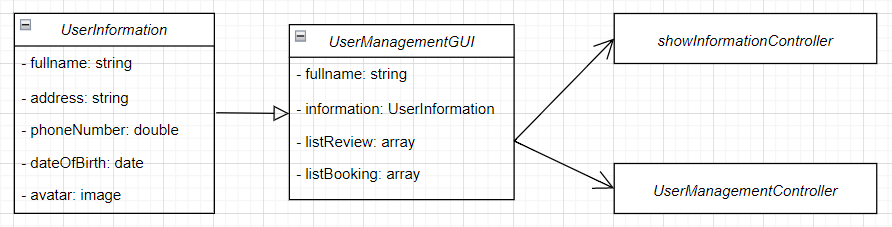 UserInformation
- fullname: string
- address: string
- phoneNumber: double
- dateOfBirth: date
- avatar: image
UserManagementGUI
- fullname: string
- information: UserInformation
- listReview: array
- listBooking: array
showInformationController
UserManagementController